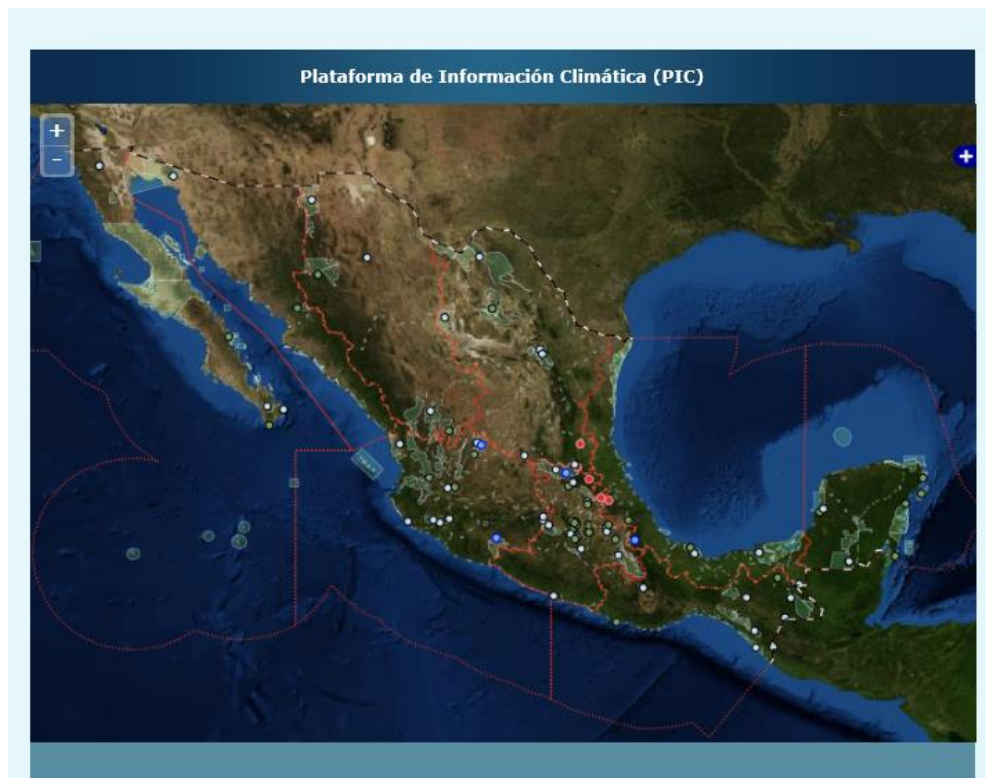 Plataforma de Información Climática (PIC)
+
−
+